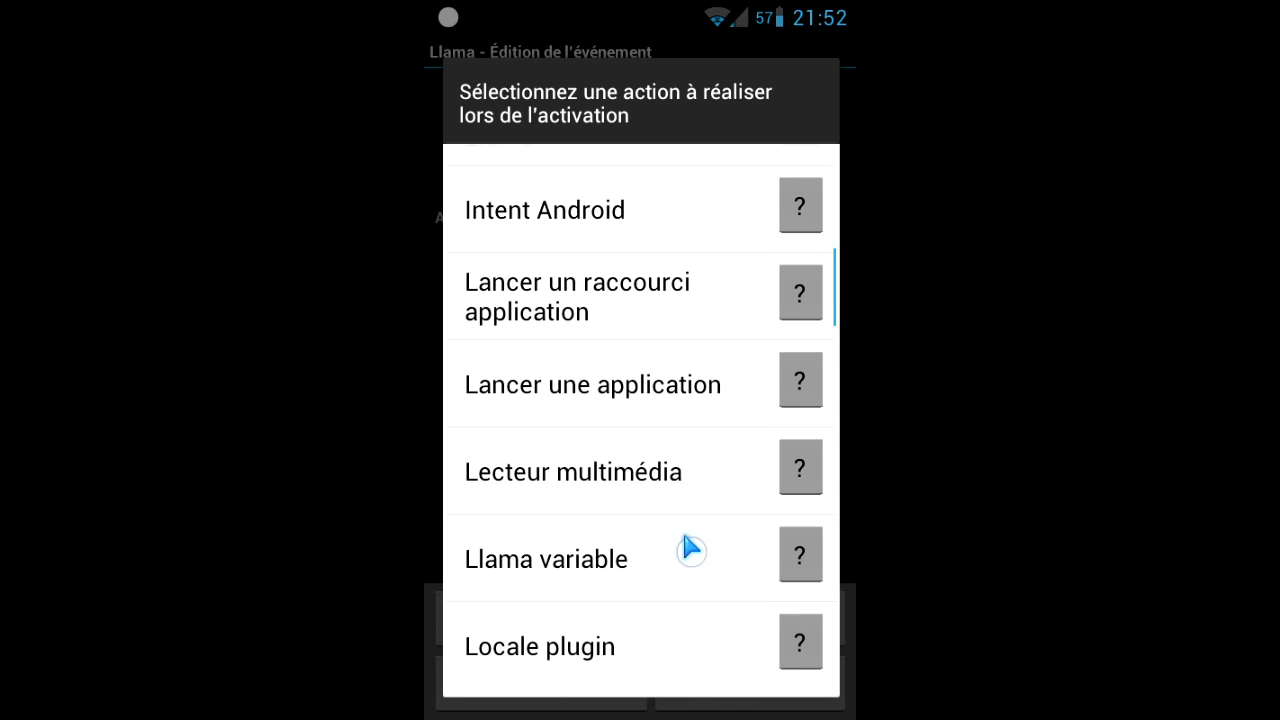 57 21:52
Llama - Édition de l'événement
Sélectionnez une action à réaliser
lors de l'activation
Intent Android
?
Lancer un raccourci
application
?
Lancer une application
?
Lecteur multimédia
?
Llama variable
?
Locale plugin
?